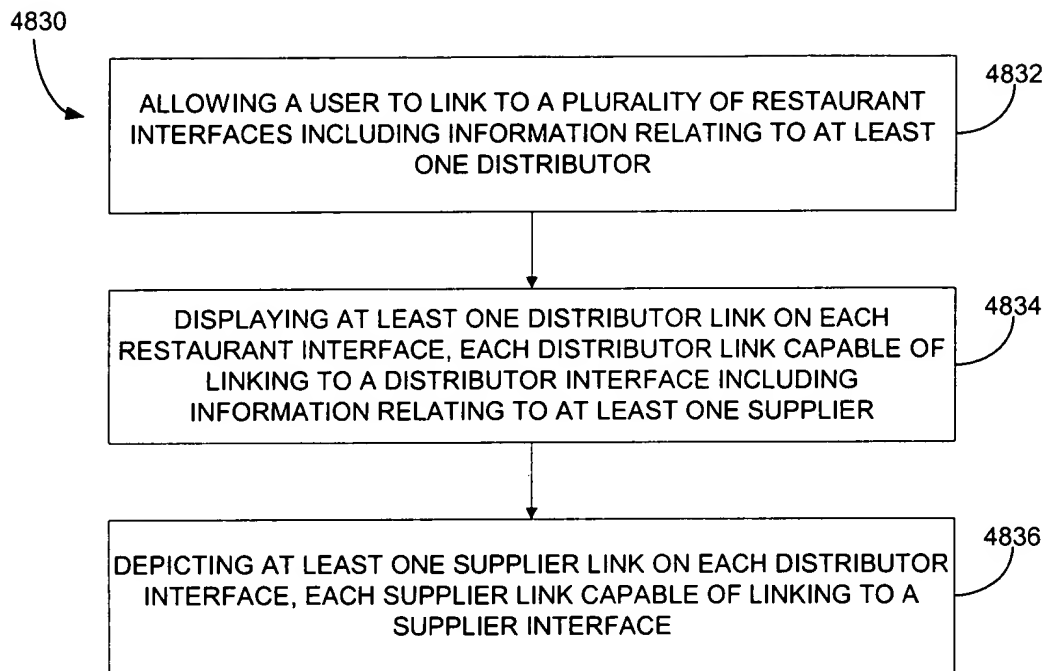 4830
4832
ALLOWING A USER TO LINK TO A PLURALITY OF RESTAURANT
INTERFACES INCLUDING INFORMATION RELATING TO AT LEAST
ONE DISTRIBUTOR
4834
DISPLAYING AT LEAST ONE DISTRIBUTOR LINK ON EACH
RESTAURANT INTERFACE, EACH DISTRIBUTOR LINK CAPABLE OF
LINKING TO A DISTRIBUTOR INTERFACE INCLUDING
INFORMATION RELATING TO AT LEAST ONE SUPPLIER
4836
DEPICTING AT LEAST ONE SUPPLIER LINK ON EACH DISTRIBUTOR
INTERFACE, EACH SUPPLIER LINK CAPABLE OF LINKING TO A
SUPPLIER INTERFACE